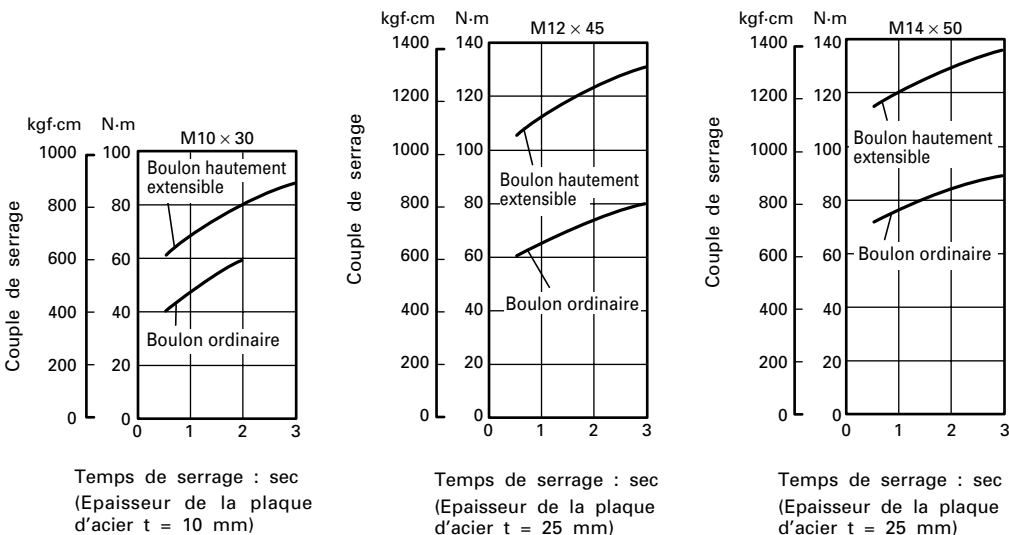 kgf·cm N·m
M10 × 30
Couple de serrage
1000
800
600
400
200
0
100
80
60
40
20
0
Boulon hautement
extensible
Boulon ordinaire
0 1 2 3
Temps de serrage : sec
(Epaisseur de la plaque
d'acier t = 10 mm)
kgf·cm N·m
M12 × 45
Couple de serrage
1400
1200
1000
800
600
400
200
0
140
120
100
80
60
40
20
0
Boulon hautement
extensible
Boulon ordinaire
0 1 2 3
Temps de serrage : sec
(Epaisseur de la plaque
d'acier t = 25 mm)
kgf·cm N·m
M14 × 50
Couple de serrage
1400
1200
1000
800
600
400
200
0
140
120
100
80
60
40
20
0
Boulon hautement
extensible
Boulon ordinaire
0 1 2 3
Temps de serrage : sec
(Epaisseur de la plaque
d'acier t = 25 mm)